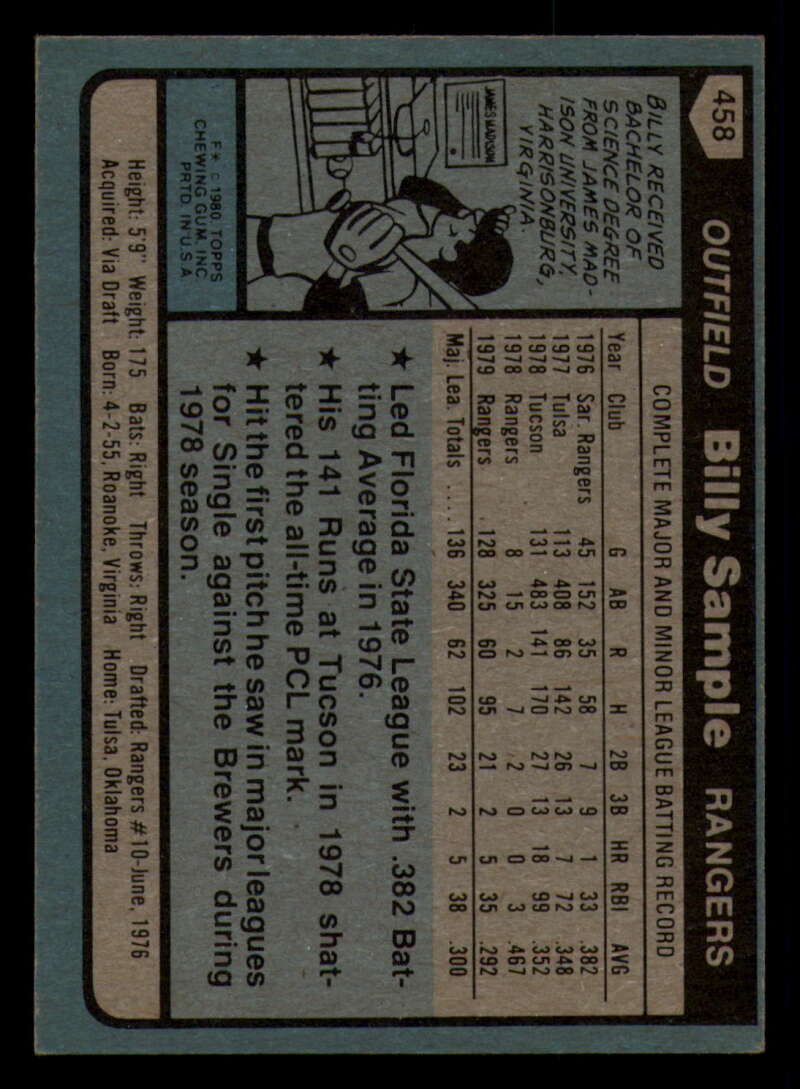 458
OUTFIELD Billy Sample RANGERS
BILLY RECEIVED
BACHELOR OF
SCIENCE DEGREE
FROM JAMES MAD-
ISON UNIVERSITY,
HARRISONBURG,
VIRGINIA.
JAMES MADISON
F✶ © 1980 TOPPS
CHEWING GUM, INC.
PRTD. IN U.S.A
COMPLETE MAJOR AND MINOR LEAGUE BATTING RECORD
Year Club G AB R H 2B 3B HR RBI AVG
1976 Sar. Rangers 45 152 35 58 7 9 1 33 .382
1977 Tulsa 113 408 86 142 26 13 7 72 .348
1978 Tucson 131 483 141 170 27 13 18 99 .352
1978 Rangers 8 15 2 7 2 0 0 3 .467
1979 Rangers 128 325 60 95 21 2 5 35 .292
Maj. Lea. Totals ..... 136 340 62 102 23 2 5 38 .300
★ Led Florida State League with .382 Bat-
ting Average in 1976.
★ His 141 Runs at Tucson in 1978 shat-
tered the all-time PCL mark.
★ Hit the first pitch he saw in major leagues
for Single against the Brewers during
1978 season.
Height: 5'9" Weight: 175 Bats: Right Throws: Right Drafted: Rangers #10-June, 1976
Acquired: Via Draft Born: 4-2-55, Roanoke, Virginia Home: Tulsa, Oklahoma